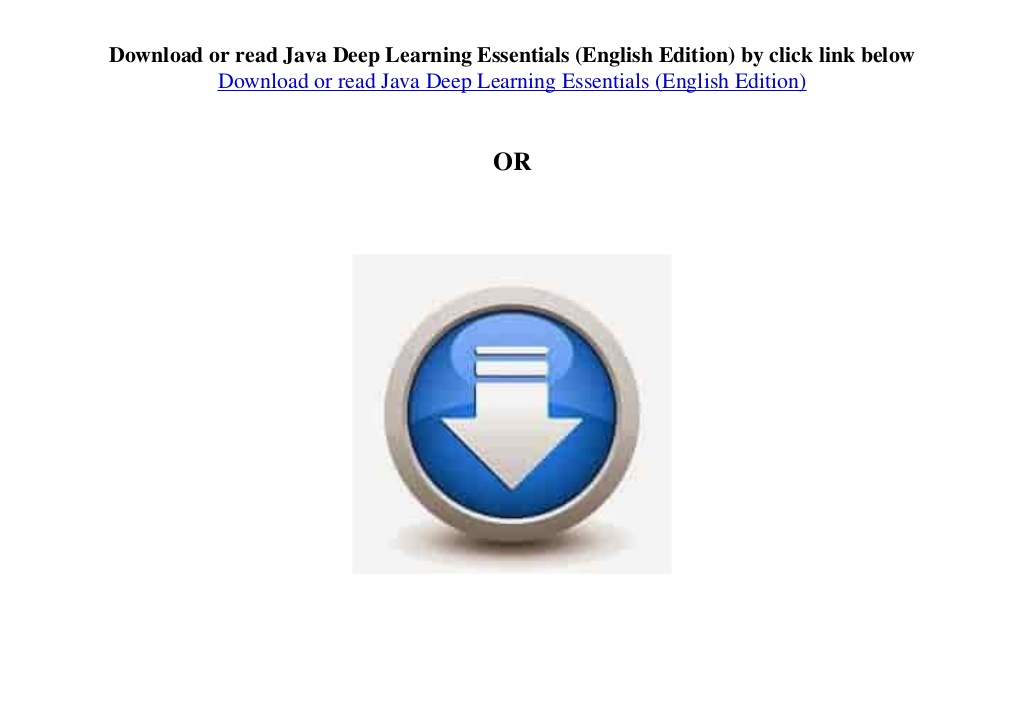 Download or read Java Deep Learning Essentials (English Edition) by click link below
Download or read Java Deep Learning Essentials (English Edition)
OR